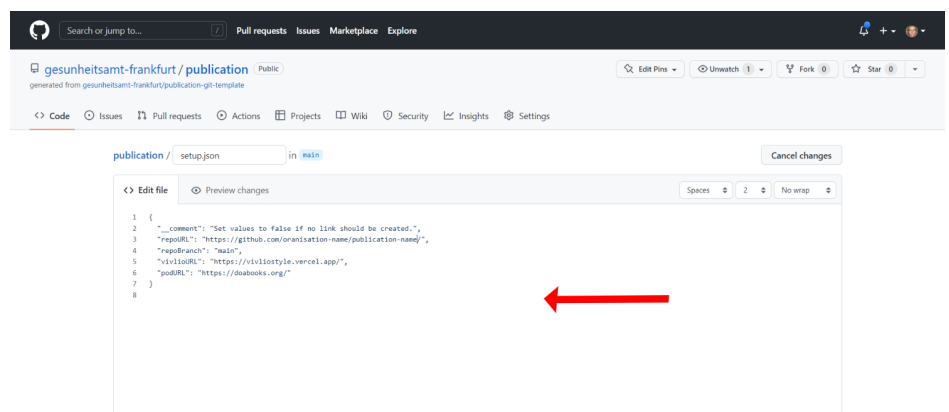 Search or jump to... / Pull requests Issues Marketplace Explore
gesunheitsamt-frankfurt / publication Public Edit Pins Unwatch 1 Fork 0 Star 0
generated from gesunheitsamt-frankfurt/publication-git-template
<> Code Issues Pull requests Actions Projects Wiki Security Insights Settings
publication / setup.json in main Cancel changes
<> Edit file Preview changes Spaces 2 No wrap
1 {
2 "__comment": "Set values to false if no link should be created.",
3 "repoURL": "https://github.com/oranisation-name/publication-name/",
4 "repoBranch": "main",
5 "vivlioURL": "https://vivliostyle.vercel.app/",
6 "podURL": "https://doabooks.org/"
7 }
8